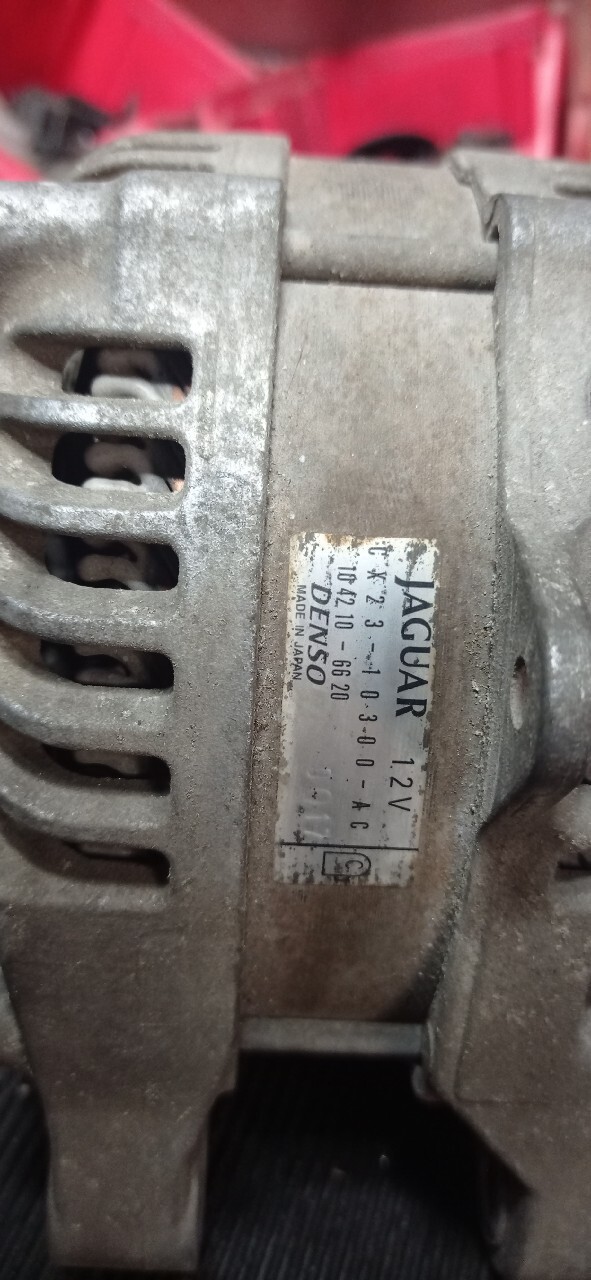 JAGUAR 12V
CX23-10300-AC
104210-6620
DENSO
MADE IN JAPAN
C